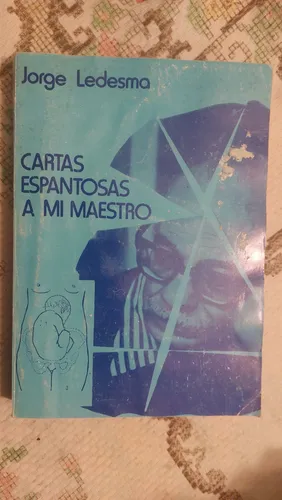 Jorge Ledesma
CARTAS
ESPANTOSAS
A MI MAESTRO